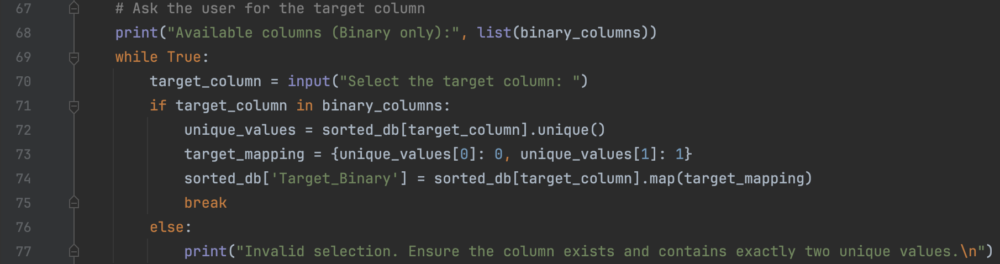 67 # Ask the user for the target column
68 print("Available columns (Binary only):", list(binary_columns))
69 while True:
70 target_column = input("Select the target column: ")
71 if target_column in binary_columns:
72 unique_values = sorted_db[target_column].unique()
73 target_mapping = {unique_values[0]: 0, unique_values[1]: 1}
74 sorted_db['Target_Binary'] = sorted_db[target_column].map(target_mapping)
75 break
76 else:
77 print("Invalid selection. Ensure the column exists and contains exactly two unique values.\n")